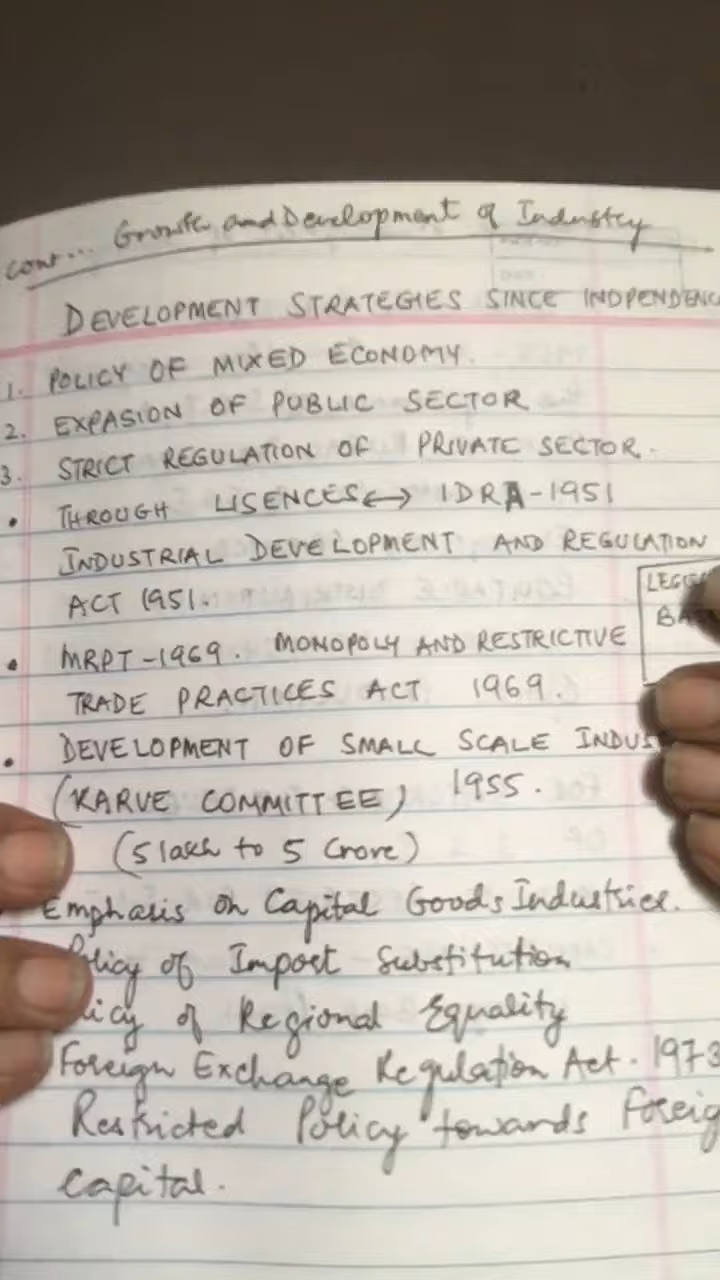 cont... Growth and Development of Industry
DEVELOPMENT STRATEGIES SINCE INDPENDENC
1. POLICY OF MIXED ECONOMY.
2. EXPASION OF PUBLIC SECTOR
3. STRICT REGULATION OF PRIVATE SECTOR.
• THROUGH LISENCES ↔ IDRA-1951
INDUSTRIAL DEVELOPMENT AND REGULATION
ACT 1951.
• MRPT-1969. MONOPOLY AND RESTRICTIVE
TRADE PRACTICES ACT 1969.
• DEVELOPMENT OF SMALL SCALE INDUS
(KARVE COMMITTEE) 1955.
(5 lakh to 5 Crore)
Emphasis on Capital Goods Industries.
Policy of Import Substitution
licy of Regional Equality
Foreign Exchange Regulation Act. 1973
Restricted Policy towards foreig
capital.